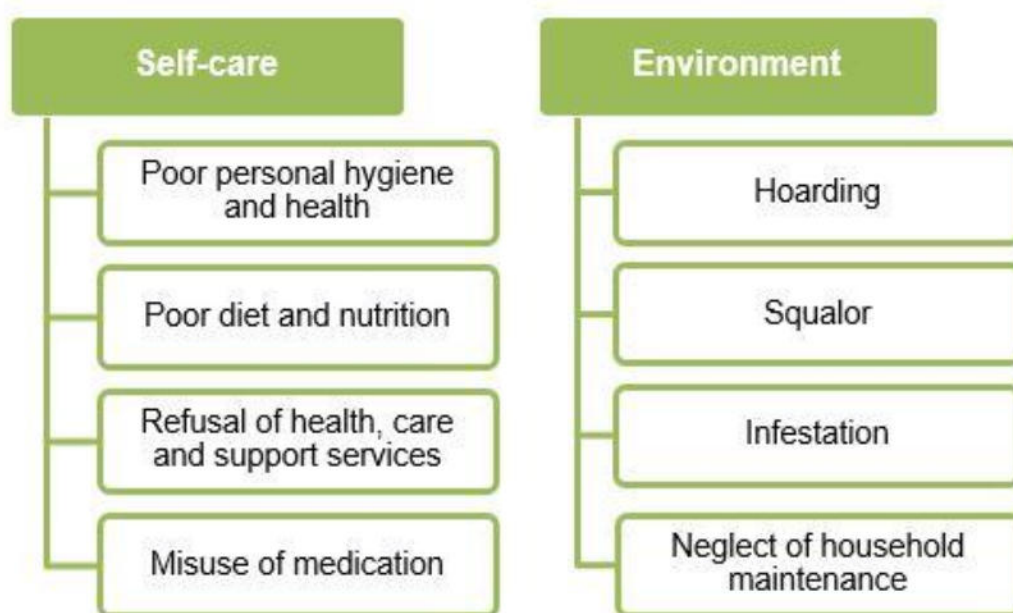 Self-care
Poor personal hygiene
and health
Poor diet and nutrition
Refusal of health, care
and support services
Misuse of medication
Environment
Hoarding
Squalor
Infestation
Neglect of household
maintenance